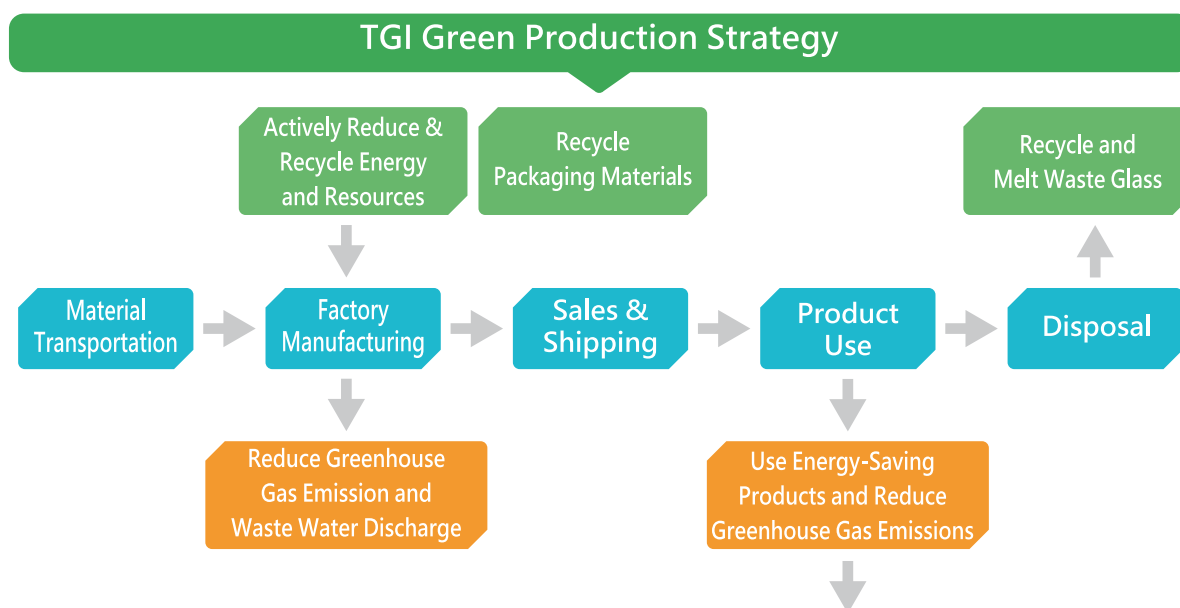 TGI Green Production Strategy
Actively Reduce &
Recycle Energy
and Resources
Recycle
Packaging Materials
Recycle and
Melt Waste Glass
Material
Transportation
Factory
Manufacturing
Sales &
Shipping
Product
Use
Disposal
Reduce Greenhouse
Gas Emission and
Waste Water Discharge
Use Energy-Saving
Products and Reduce
Greenhouse Gas Emissions